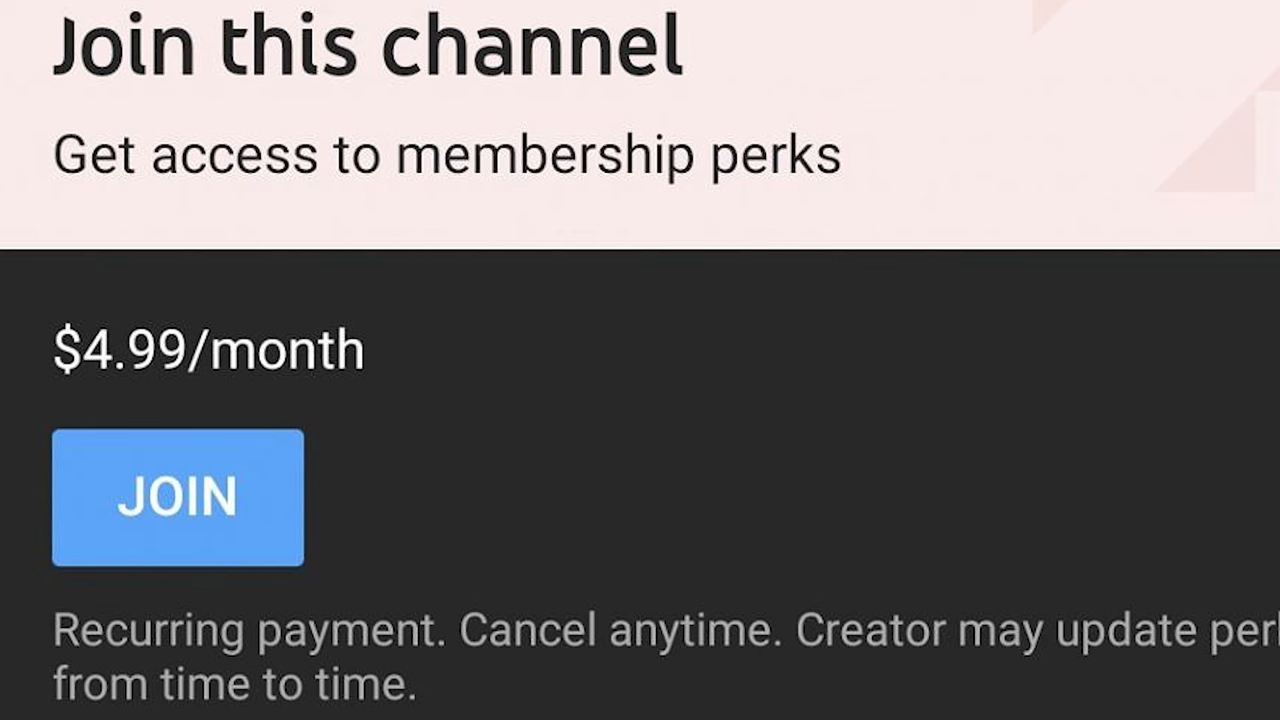 Join this channel
Get access to membership perks
$4.99/month
JOIN
Recurring payment. Cancel anytime. Creator may update
from time to time.